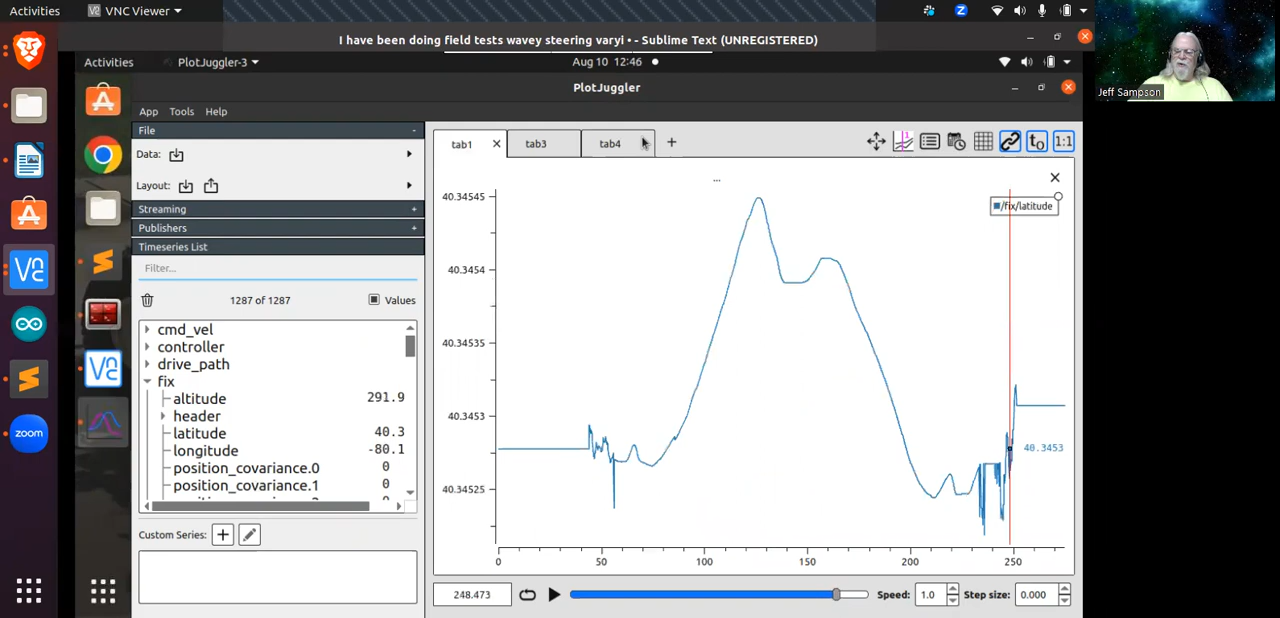 Activities
VNC Viewer
I have been doing field tests wavey steering varyi • - Sublime Text (UNREGISTERED)
Jeff Sampson
Activities
PlotJuggler-3
Aug 10 12:46
PlotJuggler
App Tools Help
File
Data:
Layout:
Streaming
Publishers
Timeseries List
Filter...
1287 of 1287
Values
cmd_vel
controller
drive_path
fix
altitude 291.9
header
latitude 40.3
longitude -80.1
position_covariance.0 0
position_covariance.1 0
Custom Series:
tab1
tab3
tab4
1:1
...
/fix/latitude
40.34545
40.3454
40.34535
40.3453
40.34525
40.3453
0 50 100 150 200 250
248.473
Speed: 1.0
Step size: 0.000
zoom